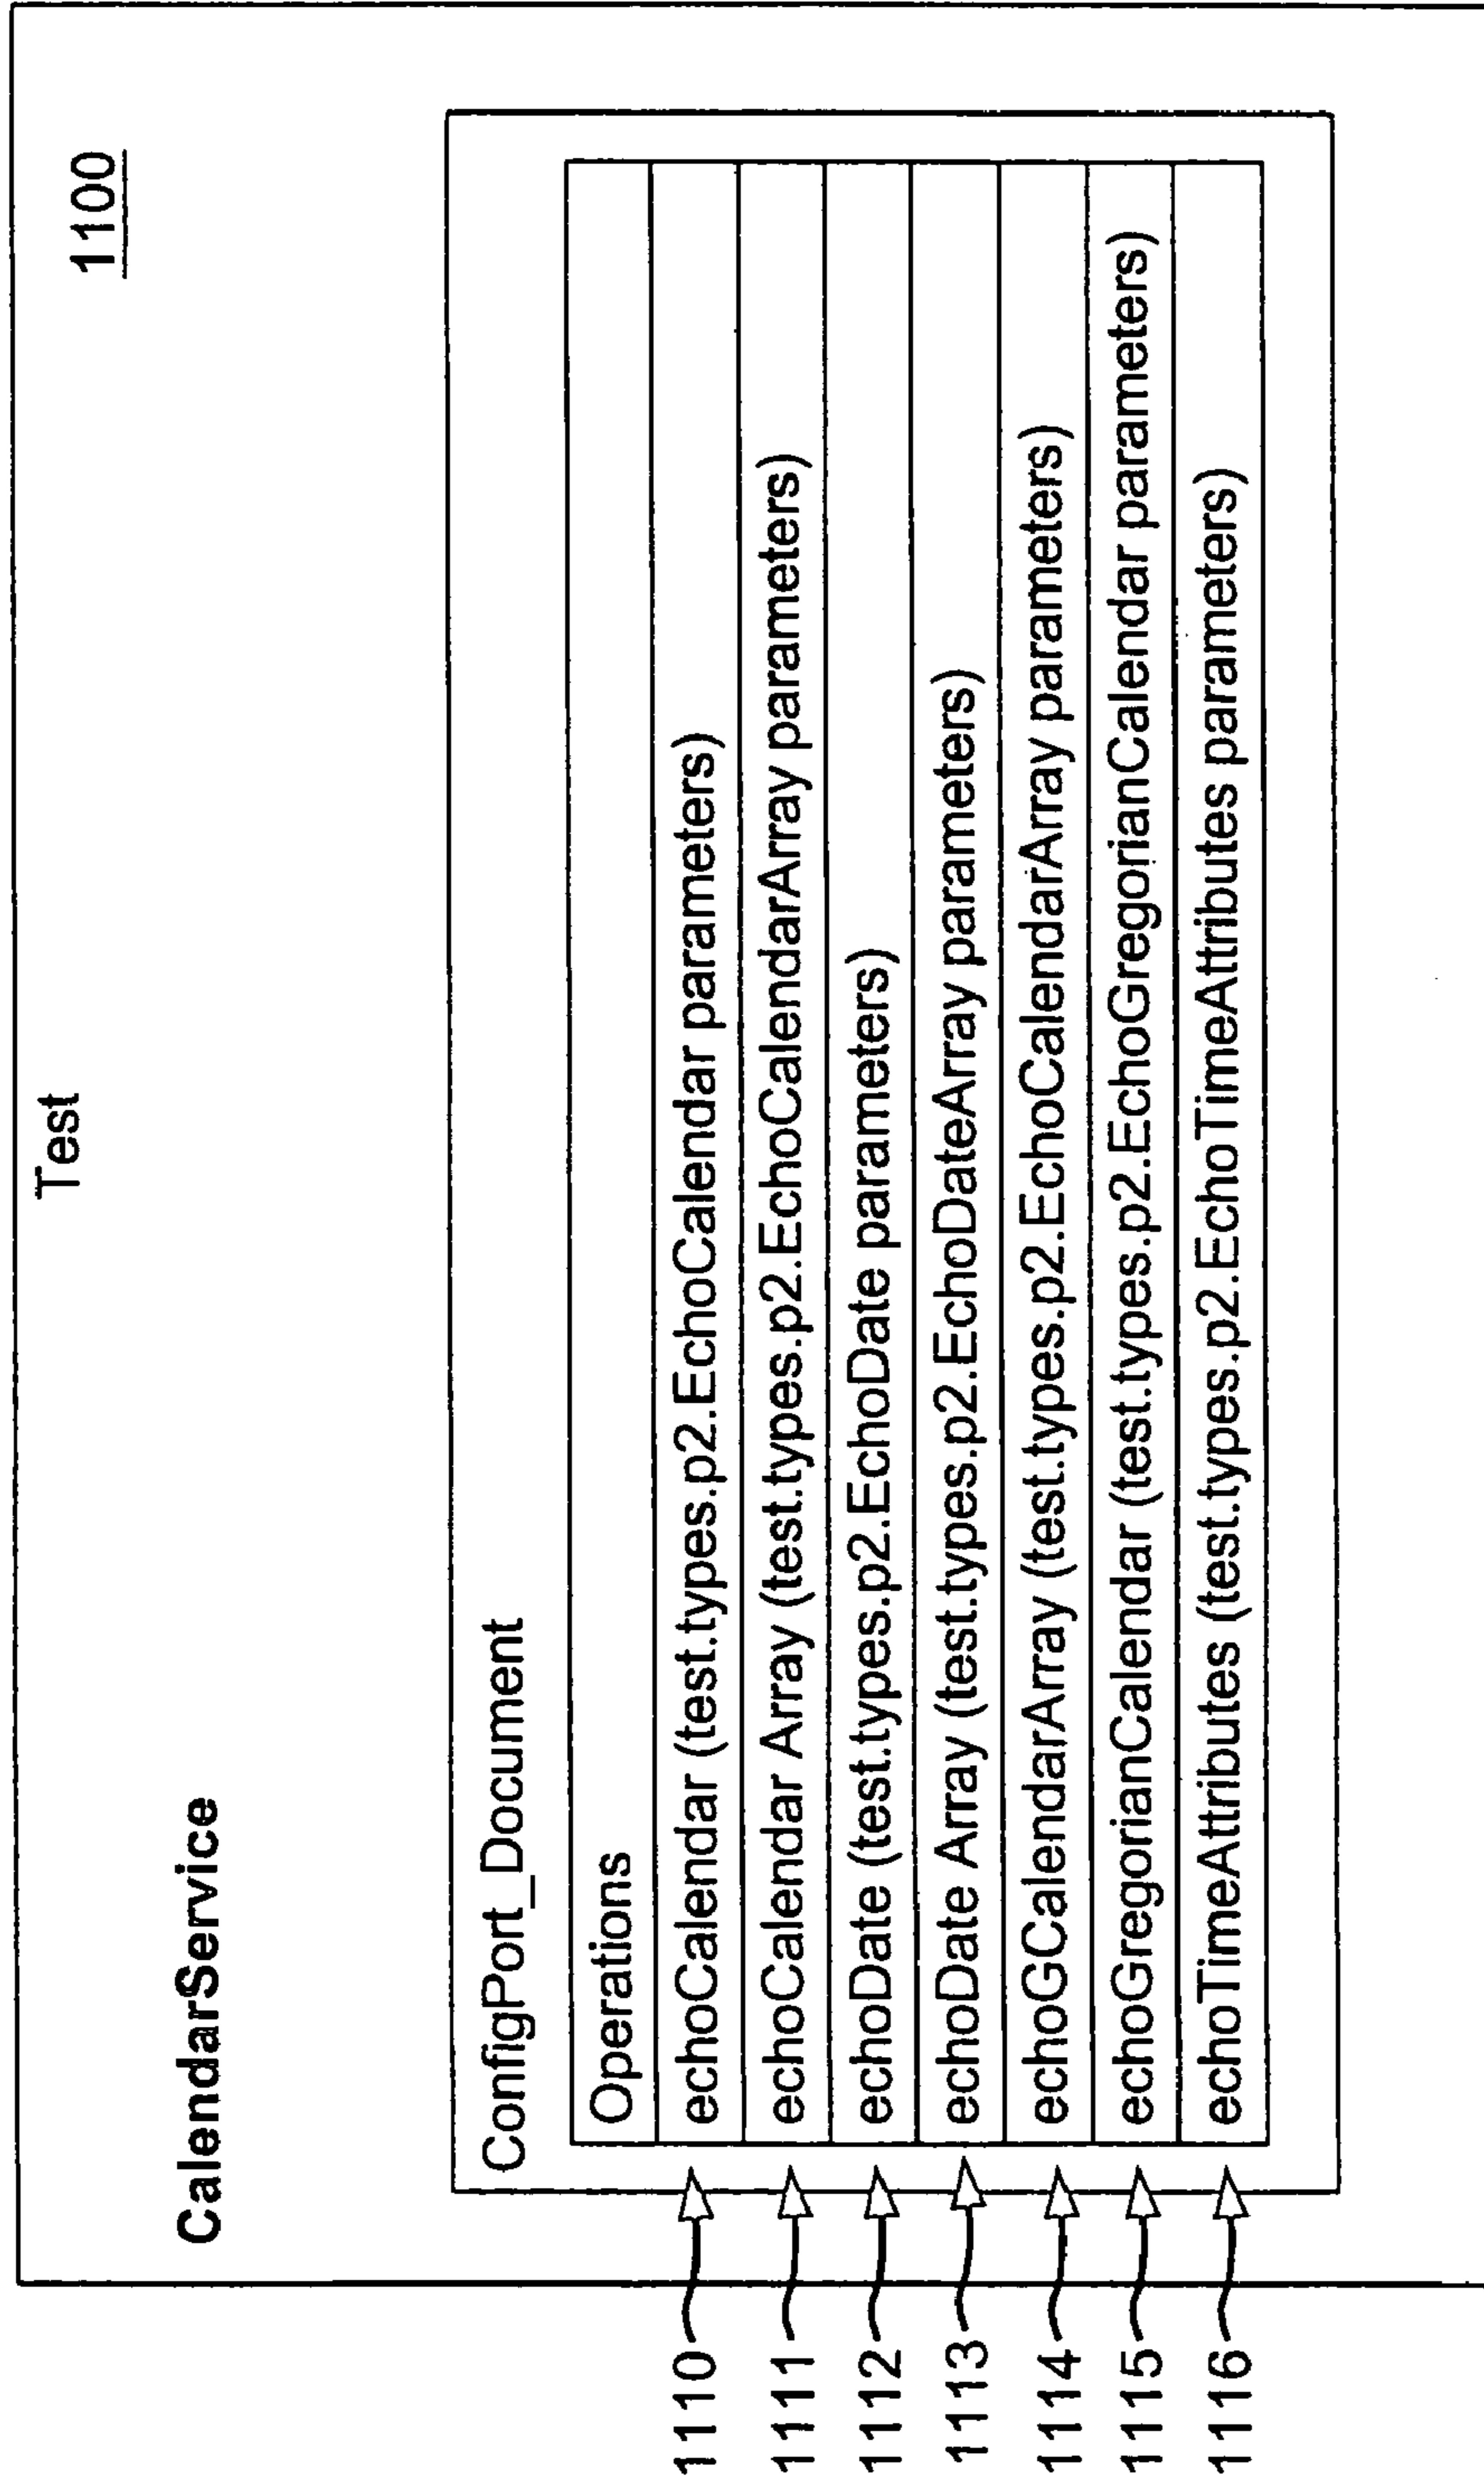 Test
1100
CalendarService
ConfigPort_Document
Operations
1110 echoCalendar (test.types.p2.EchoCalendar parameters)
1111 echoCalendar Array (test.types.p2.EchoCalendarArray parameters)
1112 echoDate (test.types.p2.EchoDate parameters)
1113 echoDate Array (test.types.p2.EchoDateArray parameters)
1114 echoGCalendarArray (test.types.p2.EchoCalendarArray parameters)
1115 echoGregorianCalendar (test.types.p2.EchoGregorianCalendar parameters)
1116 echoTimeAttributes (test.types.p2.EchoTimeAttributes parameters)